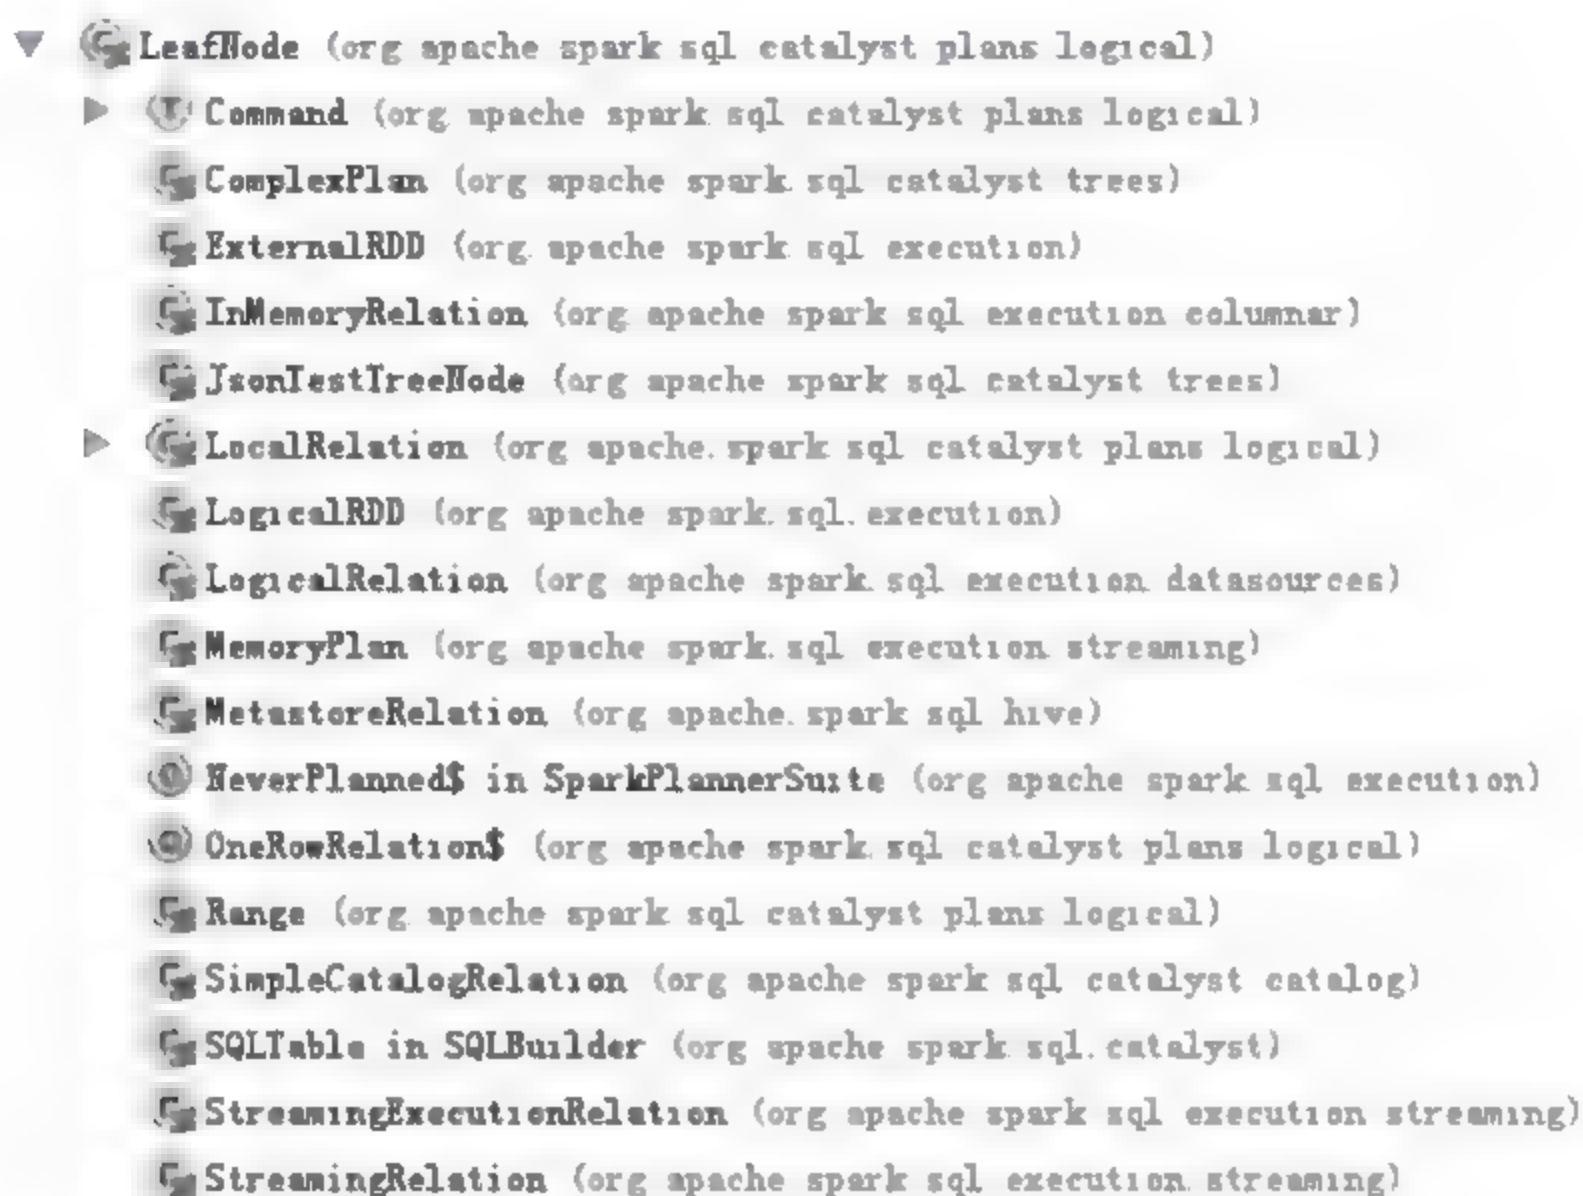 LeafNode (org apache spark sql catalyst plans logical)
Command (org apache spark sql catalyst plans logical)
ComplexPlan (org apache spark sql catalyst trees)
ExternalRDD (org apache spark sql execution)
InMemoryRelation (org apache spark sql execution columnar)
JsonTestTreeNode (org apache spark sql catalyst trees)
LocalRelation (org apache.spark sql catalyst plans logical)
LogicalRDD (org apache spark.sql.execution)
LogicalRelation (org apache spark sql execution datasources)
MemoryPlan (org apache spark.sql execution streaming)
MetastoreRelation (org apache.spark sql hive)
NeverPlanned$ in SparkPlannerSuite (org apache spark sql execution)
OneRowRelation$ (org apache spark sql catalyst plans logical)
Range (org apache spark sql catalyst plans logical)
SimpleCatalogRelation (org apache spark sql catalyst catalog)
SQLTable in SQLBuilder (org apache spark sql.catalyst)
StreamingExecutionRelation (org apache spark sql execution streaming)
StreamingRelation (org apache spark sql execution streaming)